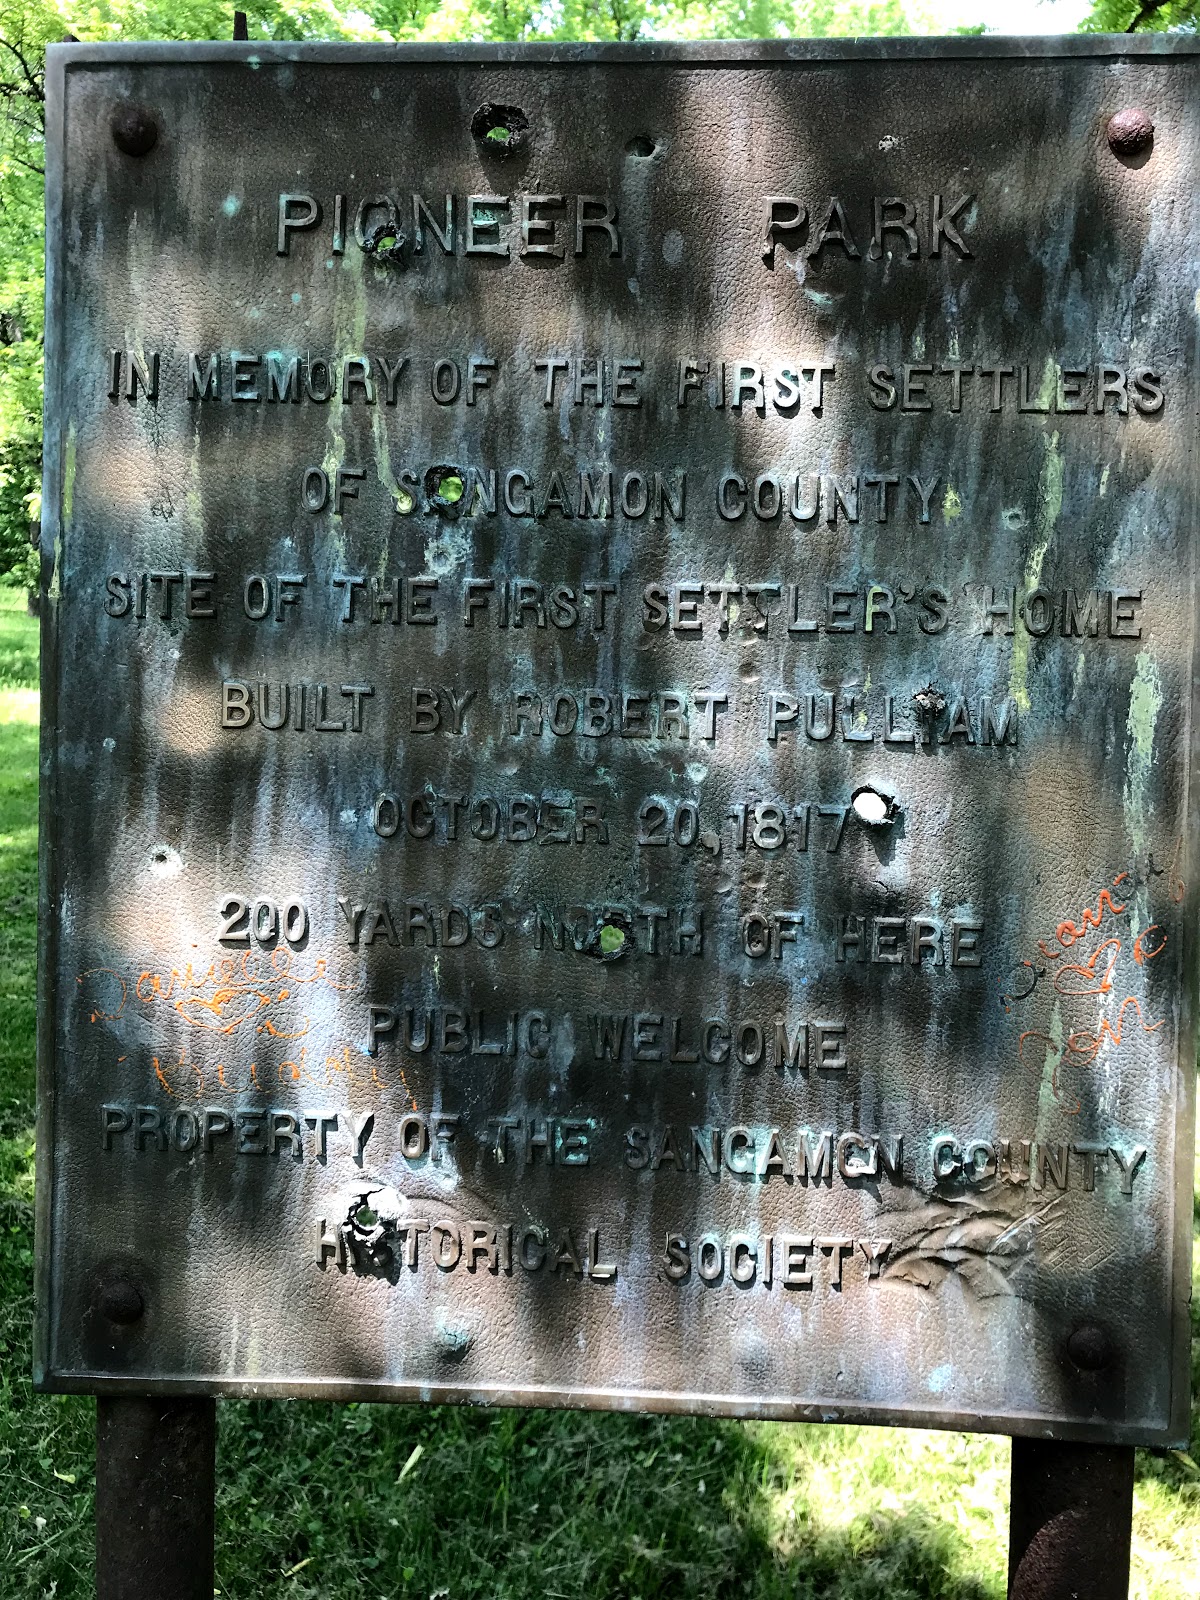 PIONEER PARK
IN MEMORY OF THE FIRST SETTLERS
OF SANGAMON COUNTY
SITE OF THE FIRST SETTLER'S HOME
BUILT BY ROBERT PULLIAM
OCTOBER 20, 1817
200 YARDS NORTH OF HERE
PUBLIC WELCOME
PROPERTY OF THE SANGAMON COUNTY
HISTORICAL SOCIETY